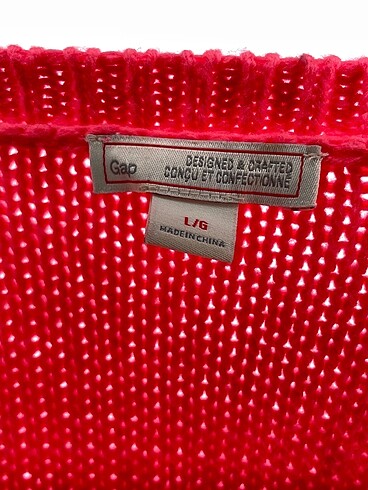 Gap
DESIGNED & CRAFTED
CONÇU ET CONFECTIONNÉ
L/G
MADE IN CHINA